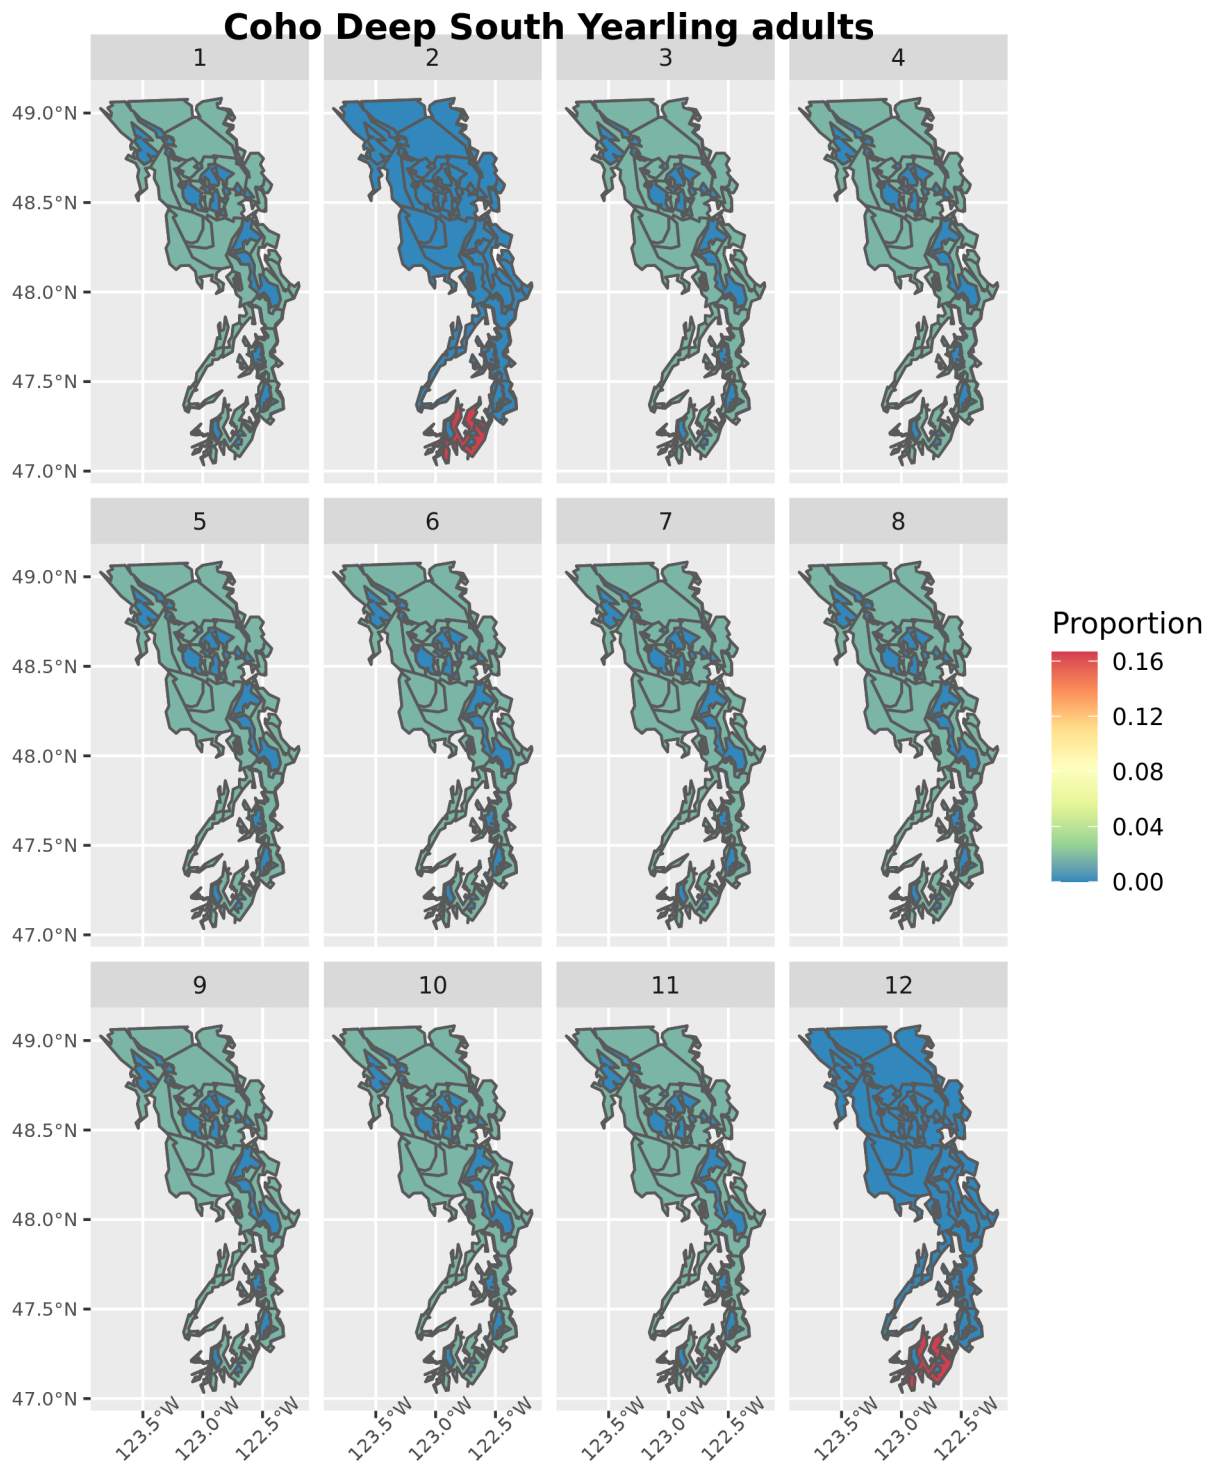 Coho Deep South Yearling adults
1 2 3 4
49.0°N
48.5°N
48.0°N
47.5°N
47.0°N
5 6 7 8
49.0°N
48.5°N
48.0°N
47.5°N
47.0°N
Proportion
0.16
0.12
0.08
0.04
0.00
9 10 11 12
49.0°N
48.5°N
48.0°N
47.5°N
47.0°N
123.5°W 123.0°W 122.5°W 123.5°W 123.0°W 122.5°W 123.5°W 123.0°W 122.5°W 123.5°W 123.0°W 122.5°W